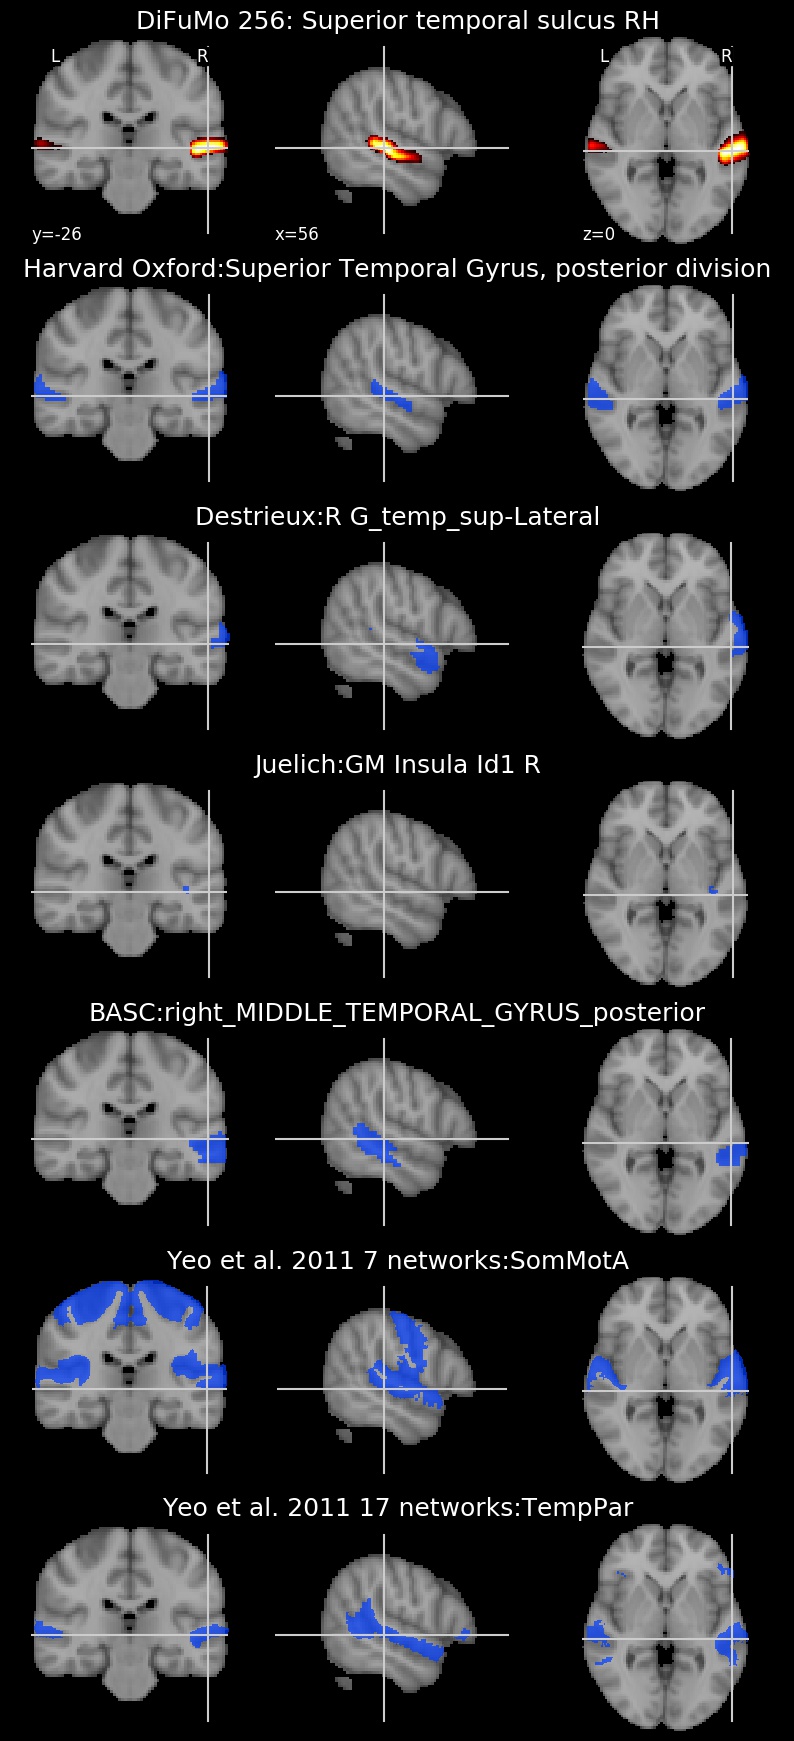 DiFuMo 256: Superior temporal sulcus RH
L R L R
y=-26 x=56 z=0
Harvard Oxford:Superior Temporal Gyrus, posterior division
Destrieux:R G_temp_sup-Lateral
Juelich:GM Insula Id1 R
BASC:right_MIDDLE_TEMPORAL_GYRUS_posterior
Yeo et al. 2011 7 networks:SomMotA
Yeo et al. 2011 17 networks:TempPar